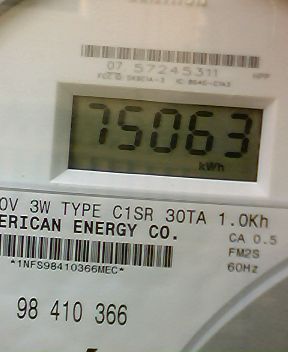 07 57245311
75063
kWh
0V 3W TYPE C1SR 30TA 1.0Kh
ERICAN ENERGY CO.
CA 0.5
FM2S
60Hz
*1NFS98410366MEC*
98 410 366